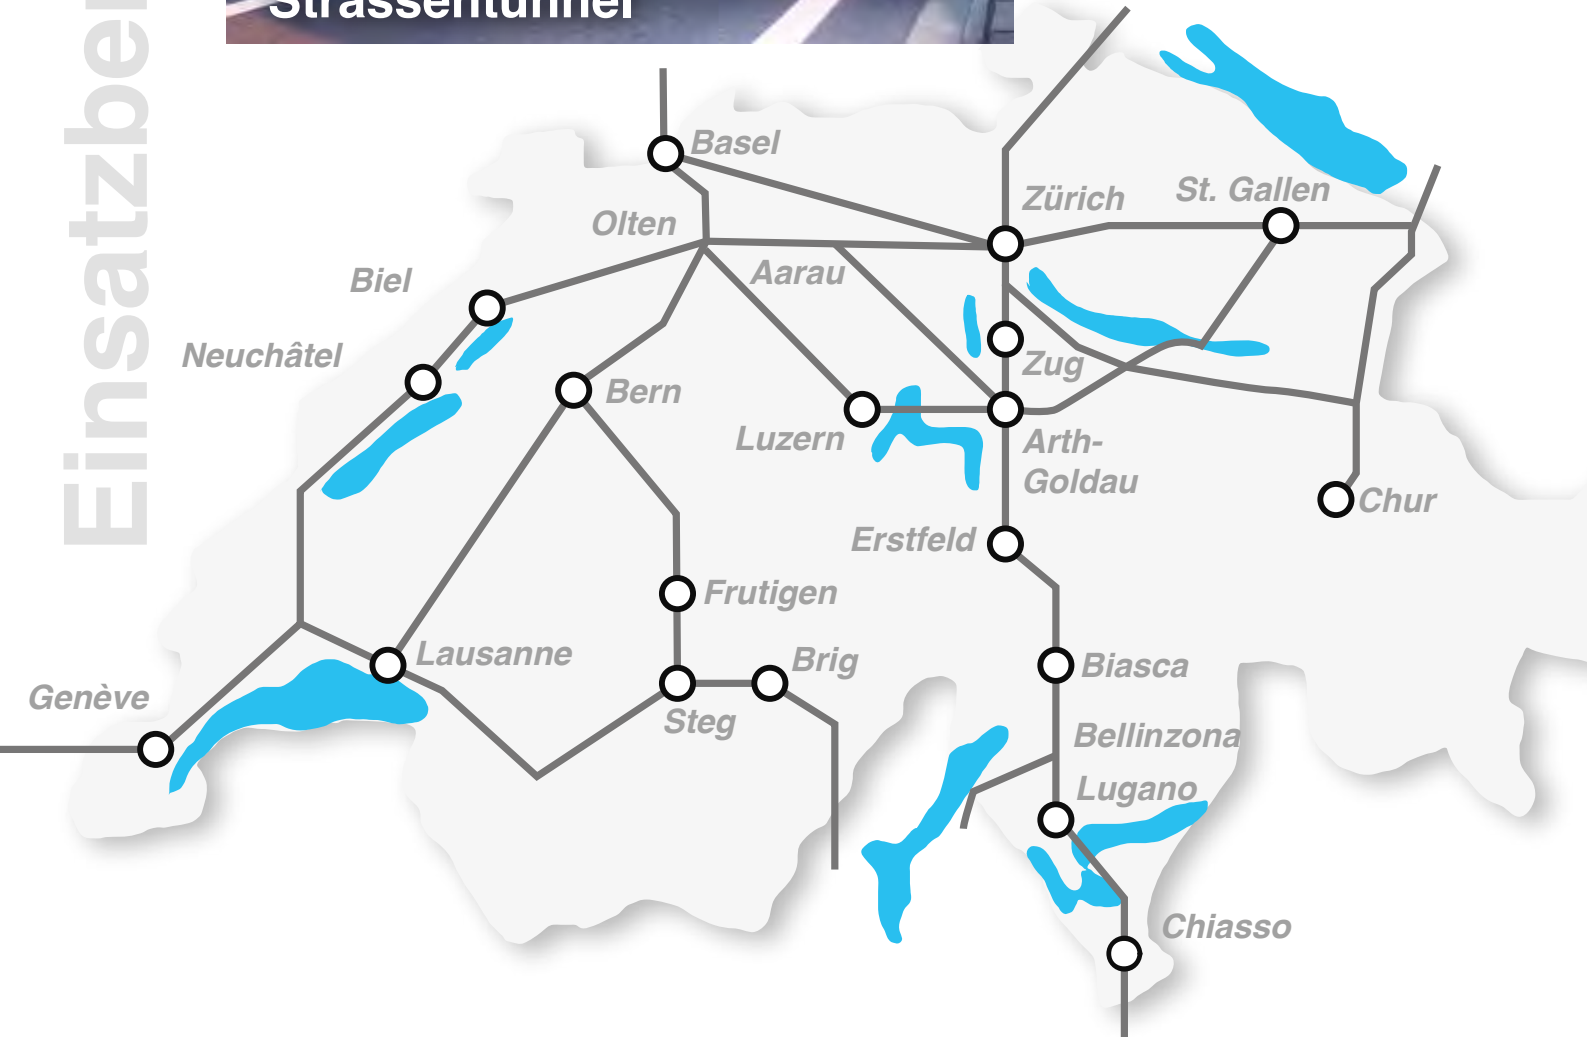 Strassentunnel
Einsatzbe
Basel
Zürich
St. Gallen
Olten
Aarau
Biel
Neuchâtel
Zug
Bern
Luzern
Arth-
Goldau
Chur
Erstfeld
Frutigen
Lausanne
Brig
Biasca
Genève
Steg
Bellinzona
Lugano
Chiasso